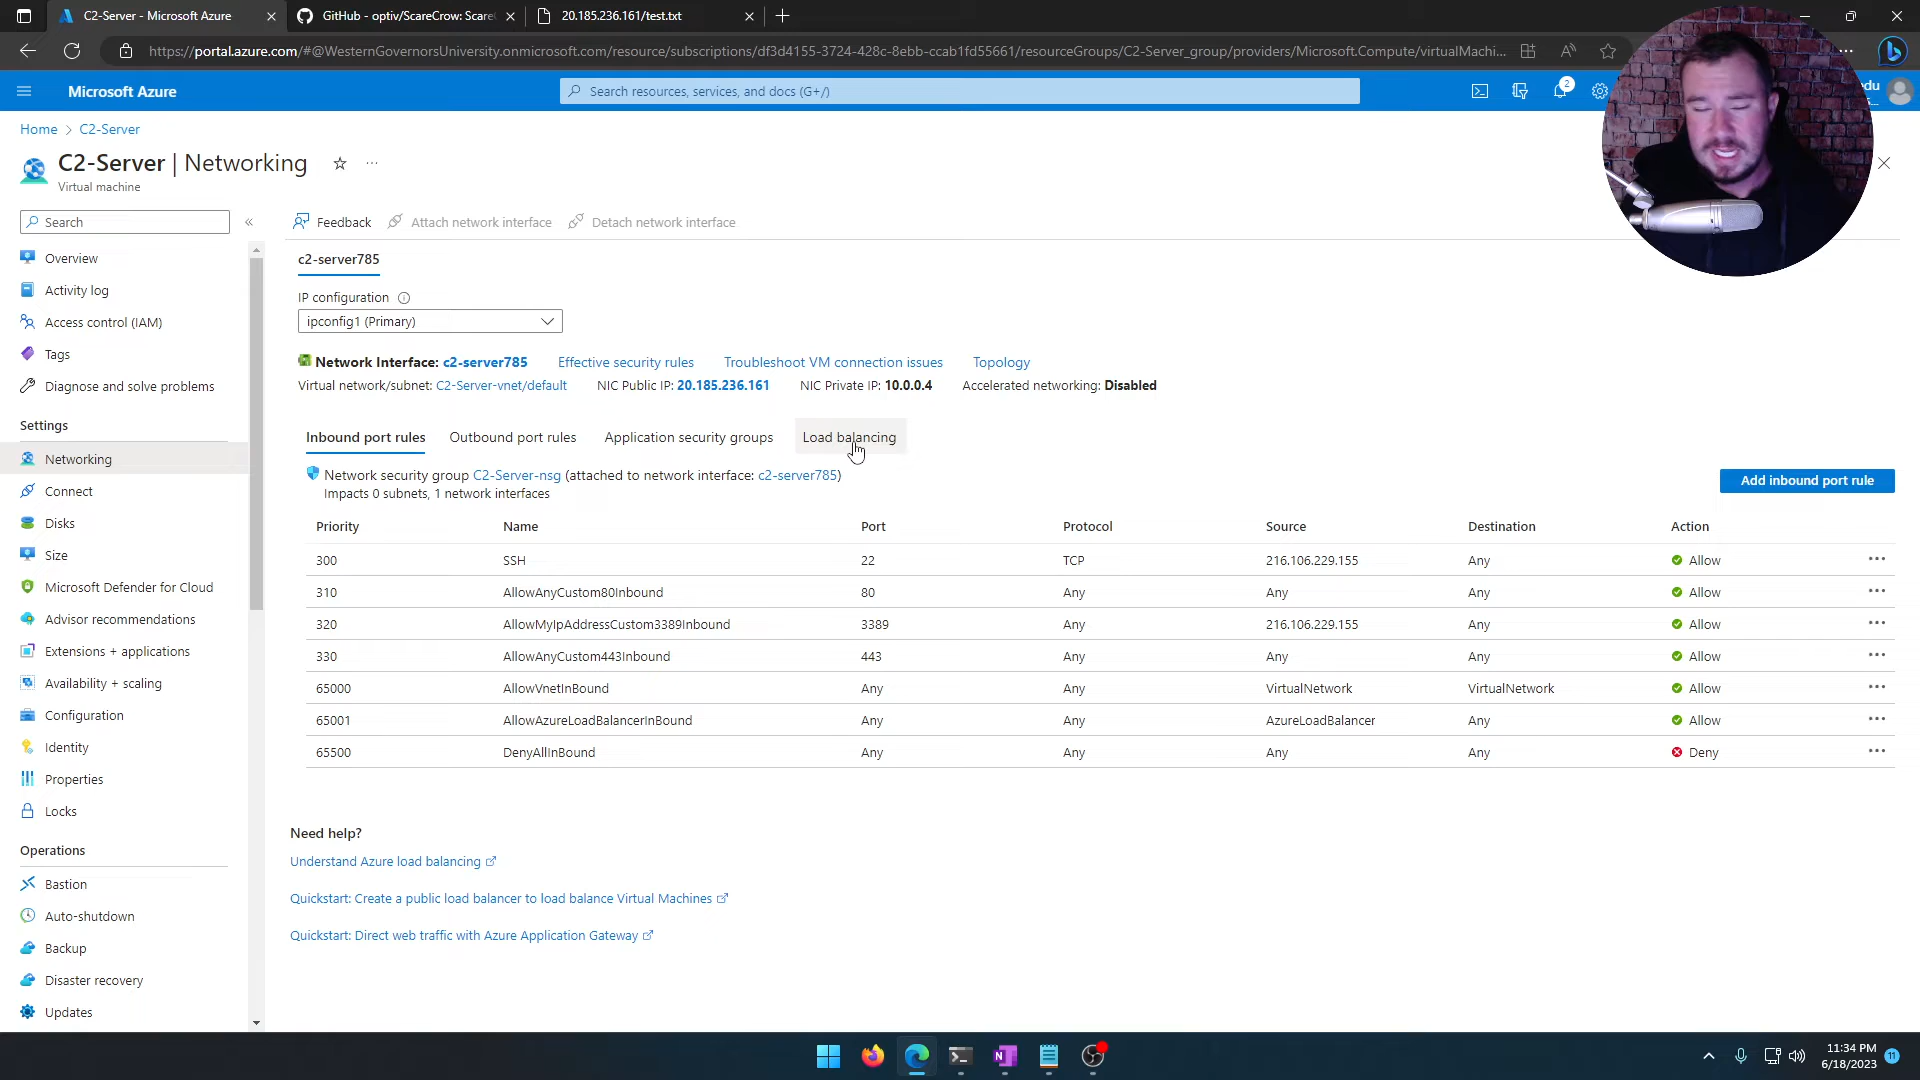 C2-Server - Microsoft Azure
GitHub - optiv/ScareCrow: Scare
20.185.236.161/test.txt
https://portal.azure.com/#@WesternGovernorsUniversity.onmicrosoft.com/resource/subscriptions/df3d4155-3724-428c-8ebb-ccab1fd55661/resourceGroups/C2-Server_group/providers/Microsoft.Compute/virtualMachi...
Microsoft Azure
Search resources, services, and docs (G+/)
2
edu
Home > C2-Server
C2-Server | Networking
Virtual machine
Search
Feedback
Attach network interface
Detach network interface
Overview
Activity log
Access control (IAM)
Tags
Diagnose and solve problems
Settings
Networking
Connect
Disks
Size
Microsoft Defender for Cloud
Advisor recommendations
Extensions + applications
Availability + scaling
Configuration
Identity
Properties
Locks
Operations
Bastion
Auto-shutdown
Backup
Disaster recovery
Updates
c2-server785
IP configuration
ipconfig1 (Primary)
Network Interface: c2-server785 Effective security rules Troubleshoot VM connection issues Topology
Virtual network/subnet: C2-Server-vnet/default NIC Public IP: 20.185.236.161 NIC Private IP: 10.0.0.4 Accelerated networking: Disabled
Inbound port rules Outbound port rules Application security groups Load balancing
Network security group C2-Server-nsg (attached to network interface: c2-server785)
Impacts 0 subnets, 1 network interfaces
Add inbound port rule
Priority Name Port Protocol Source Destination Action
300 SSH 22 TCP 216.106.229.155 Any Allow
310 AllowAnyCustom80Inbound 80 Any Any Any Allow
320 AllowMyIpAddressCustom3389Inbound 3389 Any 216.106.229.155 Any Allow
330 AllowAnyCustom443Inbound 443 Any Any Any Allow
65000 AllowVnetInBound Any Any VirtualNetwork VirtualNetwork Allow
65001 AllowAzureLoadBalancerInBound Any Any AzureLoadBalancer Any Allow
65500 DenyAllInBound Any Any Any Any Deny
Need help?
Understand Azure load balancing
Quickstart: Create a public load balancer to load balance Virtual Machines
Quickstart: Direct web traffic with Azure Application Gateway
11:34 PM
6/18/2023
11